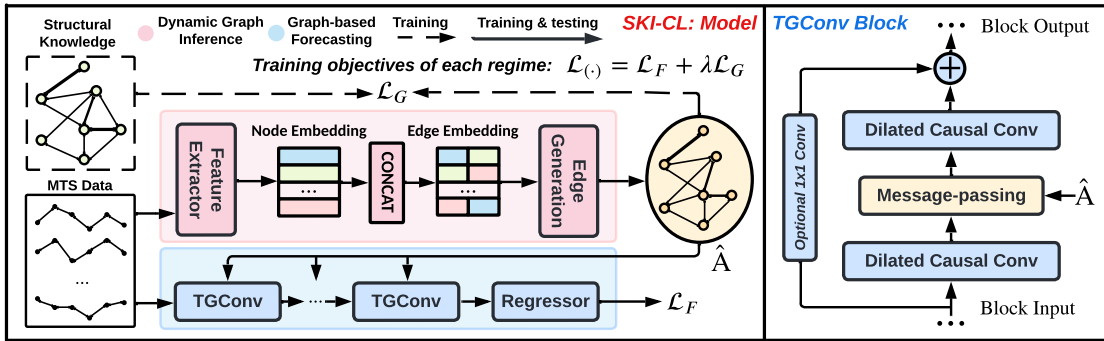 Structural Knowledge
Dynamic Graph Inference
Graph-based Forecasting
Training
Training & testing
SKI-CL: Model
Training objectives of each regime: ℒ(·) = ℒF + λℒG
ℒG
Feature Extractor
Node Embedding
...
CONCAT
Edge Embedding
...
Edge Generation
MTS Data
...
Â
TGConv
...
TGConv
Regressor
ℒF
TGConv Block
... Block Output
+
Dilated Causal Conv
Optional 1x1 Conv
Message-passing
Â
Dilated Causal Conv
Block Input
...